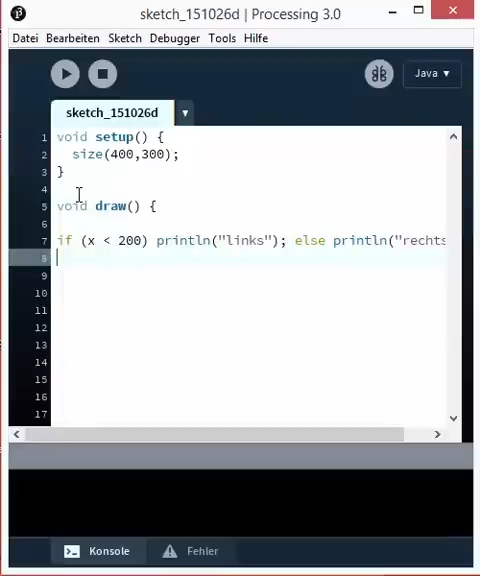 sketch_151026d | Processing 3.0
Datei Bearbeiten Sketch Debugger Tools Hilfe
Java ▾
sketch_151026d ▾
1 void setup() {
2   size(400,300);
3 }
4
5 void draw() {
6
7 if (x < 200) println("links"); else println("rechts
8
9
10
11
12
13
14
15
16
17
Konsole Fehler